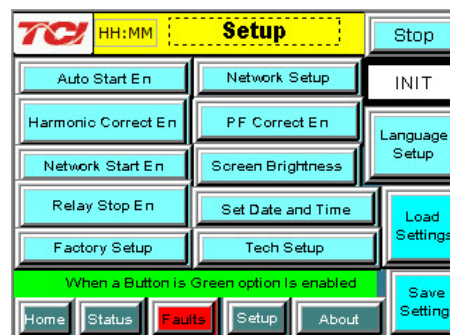 TCI HH:MM Setup Stop
Auto Start En Network Setup INIT
Harmonic Correct En PF Correct En
Language
Setup
Network Start En Screen Brightness
Relay Stop En Set Date and Time
Load
Settings
Factory Setup Tech Setup
When a Button is Green option Is enabled
Save
Setting
Home Status Faults Setup About